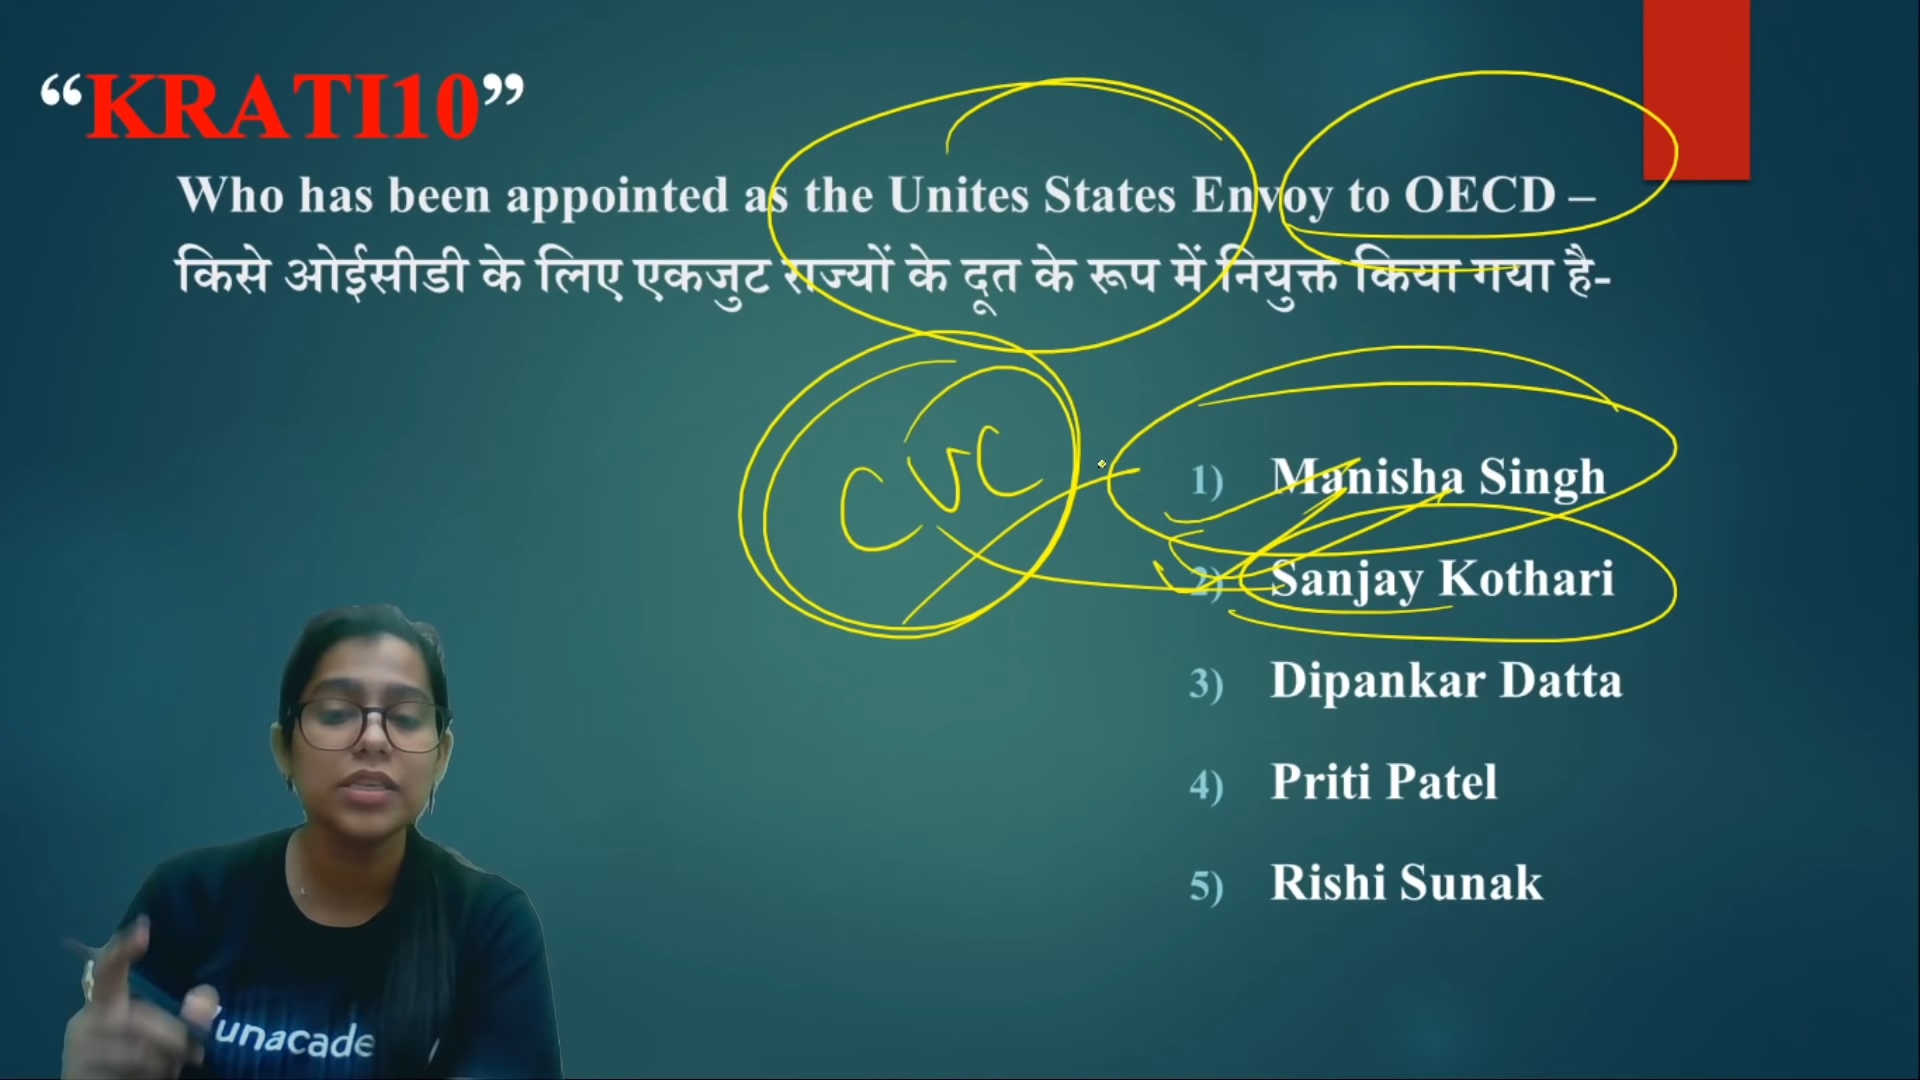 “KRATI10”
Who has been appointed as the Unites States Envoy to OECD –
किसे ओईसीडी के लिए एकजुट राज्यों के दूत के रूप में नियुक्त किया गया है-
CVC
1) Manisha Singh
2) Sanjay Kothari
3) Dipankar Datta
4) Priti Patel
5) Rishi Sunak
unacade